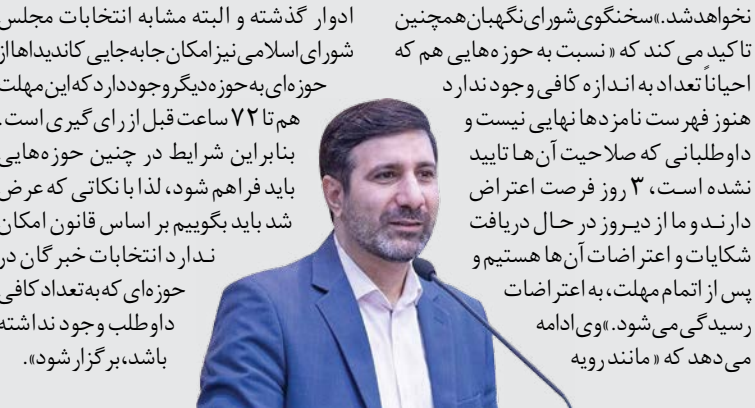 نخواهد شد.» سخنگوی شورای نگهبان همچنین
تاکید می کند که «نسبت به حوزه‌هایی هم که
احیاناً تعداد به اندازه کافی وجود ندارد
هنوز فهرست نامزدها نهایی نیست و
داوطلبانی که صلاحیت آن‌ها تایید
نشده است، ۳ روز فرصت اعتراض
دارند و ما از دیروز در حال دریافت
شکایات و اعتراضات آن‌ها هستیم و
پس از اتمام مهلت، به اعتراضات
رسیدگی می‌شود.» وی ادامه
می‌دهد که «مانند رویه
ادوار گذشته و البته مشابه انتخابات مجلس
شورای اسلامی نیز امکان جابه‌جایی کاندیداها از
حوزه‌ای به حوزه دیگر وجود دارد که این مهلت
هم تا ۷۲ ساعت قبل از رای گیری است.
بنابراین شرایط در چنین حوزه‌هایی
باید فراهم شود، لذا با نکاتی که عرض
شد باید بگوییم بر اساس قانون امکان
ندارد انتخابات خبرگان در
حوزه‌ای که به تعداد کافی
داوطلب وجود نداشته
باشد، برگزار شود».